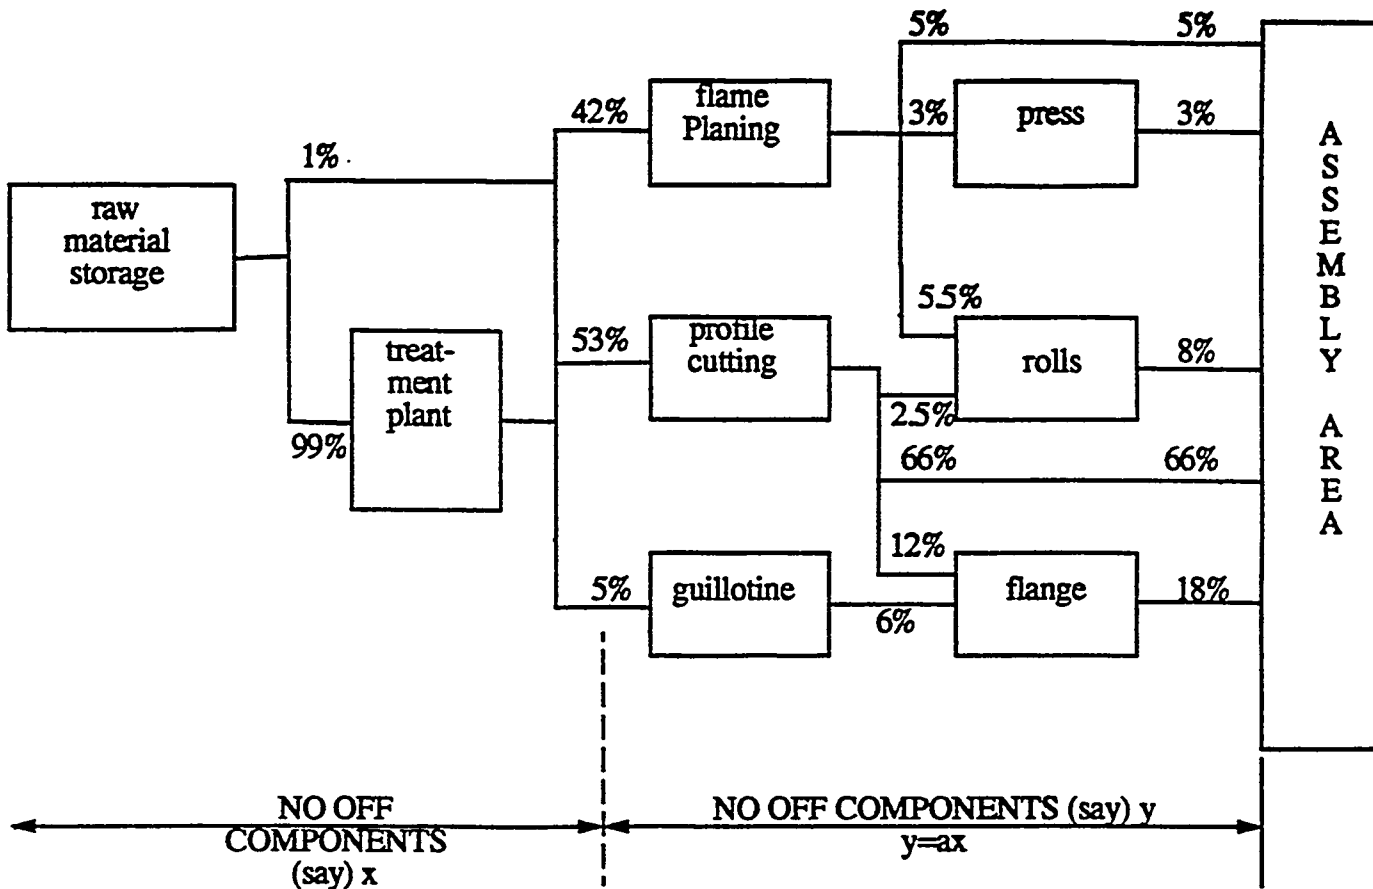 raw
material
storage
1%
99%
treat-
ment
plant
42%
53%
5%
flame
Planing
profile
cutting
guillotine
5%
3%
5.5%
2.5%
66%
12%
6%
press
rolls
flange
5%
3%
8%
66%
18%
ASSEMBLY AREA
NO OFF
COMPONENTS
(say) x
NO OFF COMPONENTS (say) y
y=ax